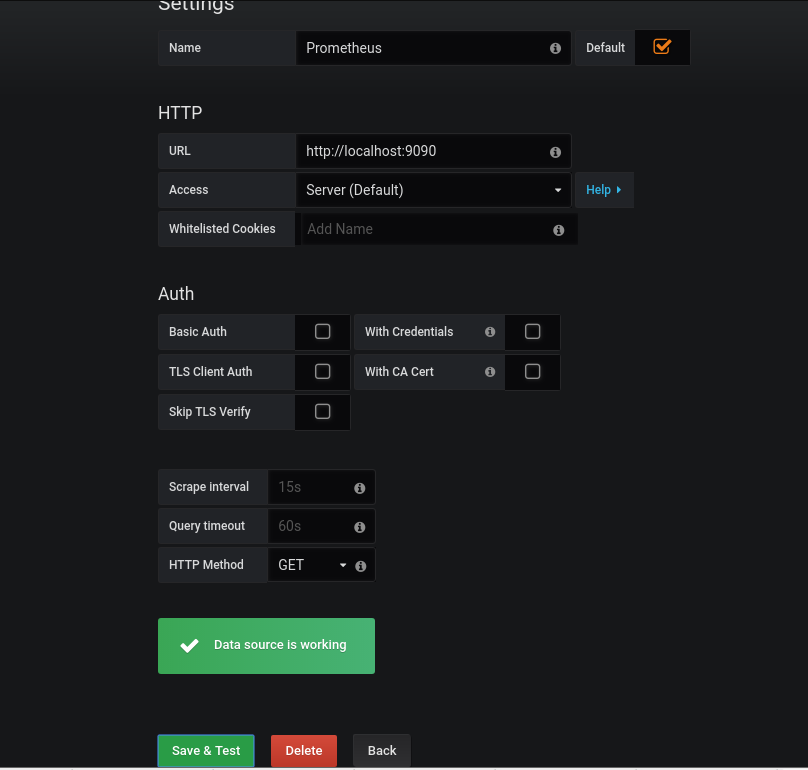 Settings
Name Prometheus Default
HTTP
URL http://localhost:9090
Access Server (Default) Help
Whitelisted Cookies Add Name
Auth
Basic Auth With Credentials
TLS Client Auth With CA Cert
Skip TLS Verify
Scrape interval 15s
Query timeout 60s
HTTP Method GET
Data source is working
Save & Test Delete Back